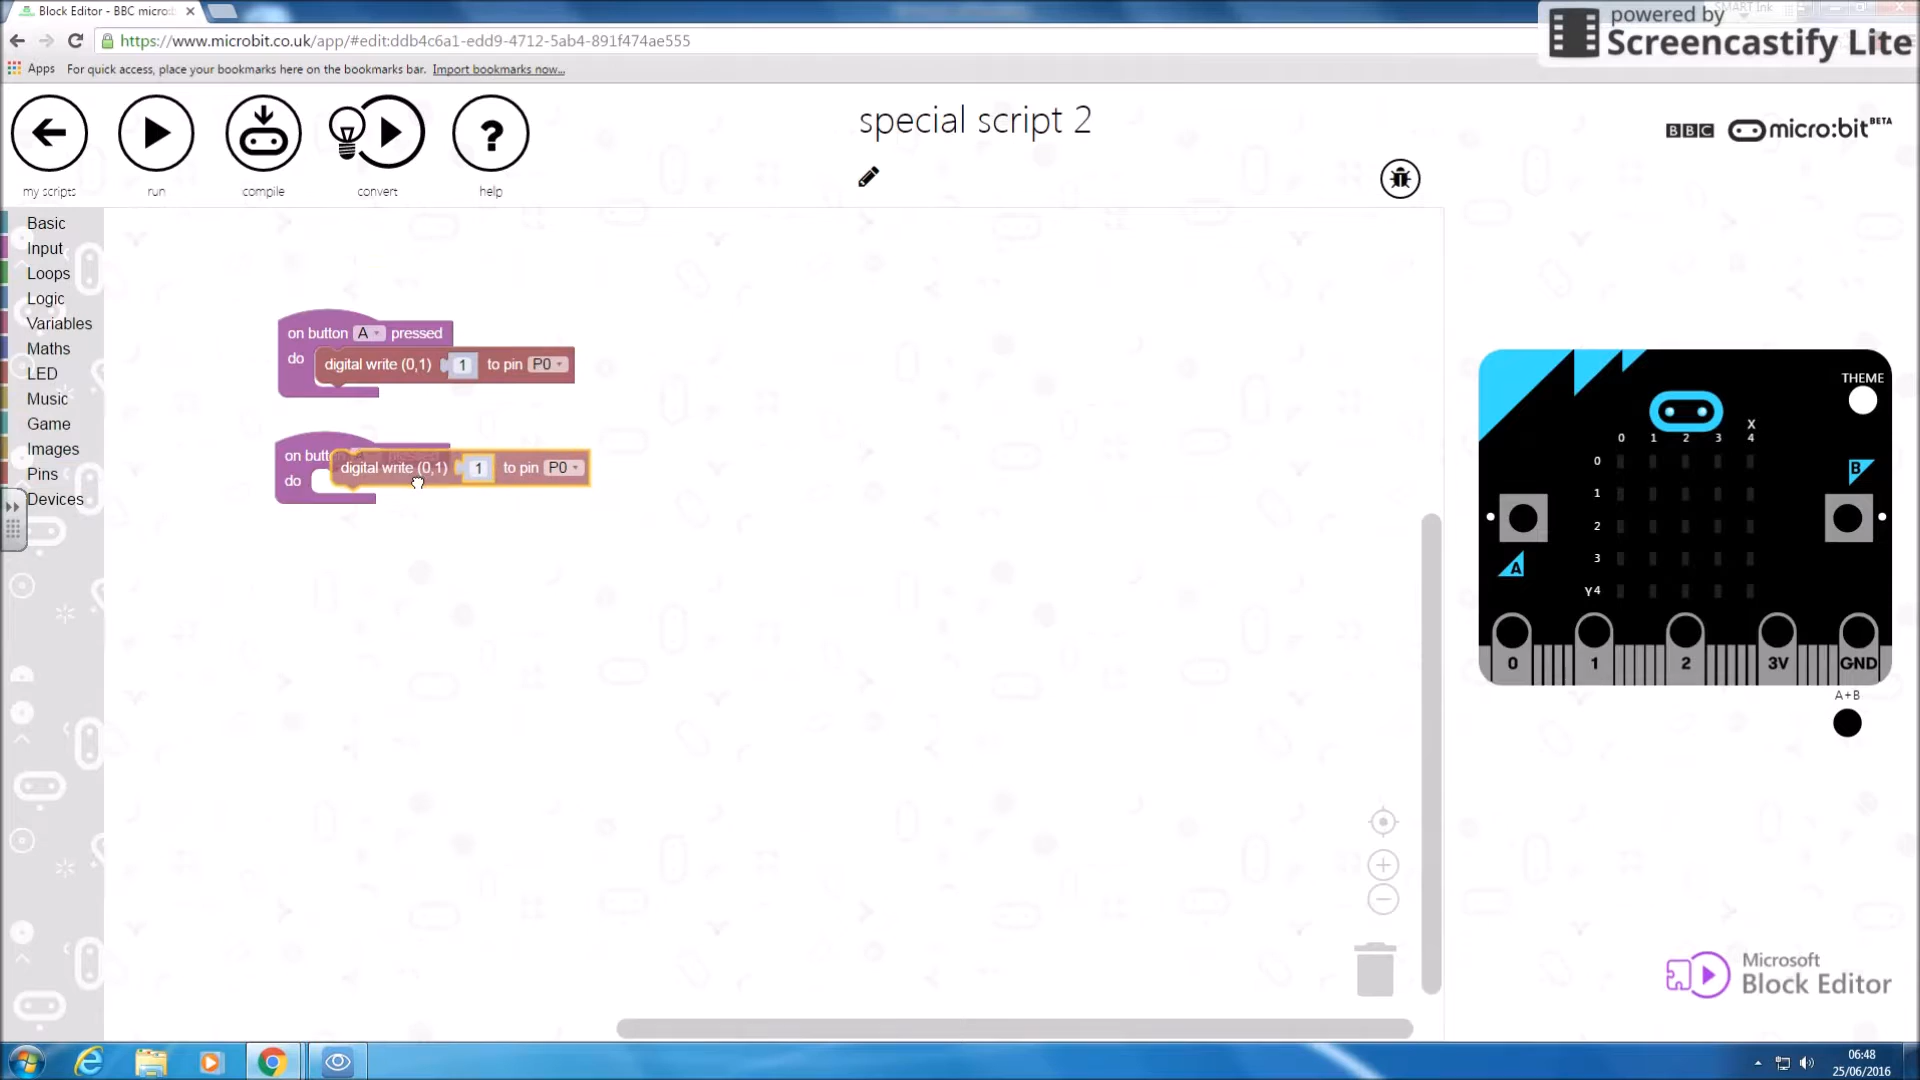 Block Editor - BBC micro:
SMART Ink
powered by
Screencastify Lite
https://www.microbit.co.uk/app/#edit:ddb4c6a1-edd9-4712-5ab4-891f474ae555
Apps For quick access, place your bookmarks here on the bookmarks bar. Import bookmarks now...
special script 2
BBC micro:bit BETA
my scripts
run
compile
convert
? help
Basic
Input
Loops
Logic
Variables
Maths
LED
Music
Game
Images
Pins
Devices
on button A pressed
do digital write (0,1) 1 to pin P0
on butt
do digital write (0,1) 1 to pin P0
THEME
X
0 1 2 3 4
0
1
2
3
Y4
A
B
0 1 2 3V GND
A+B
Microsoft
Block Editor
06:48
25/06/2016